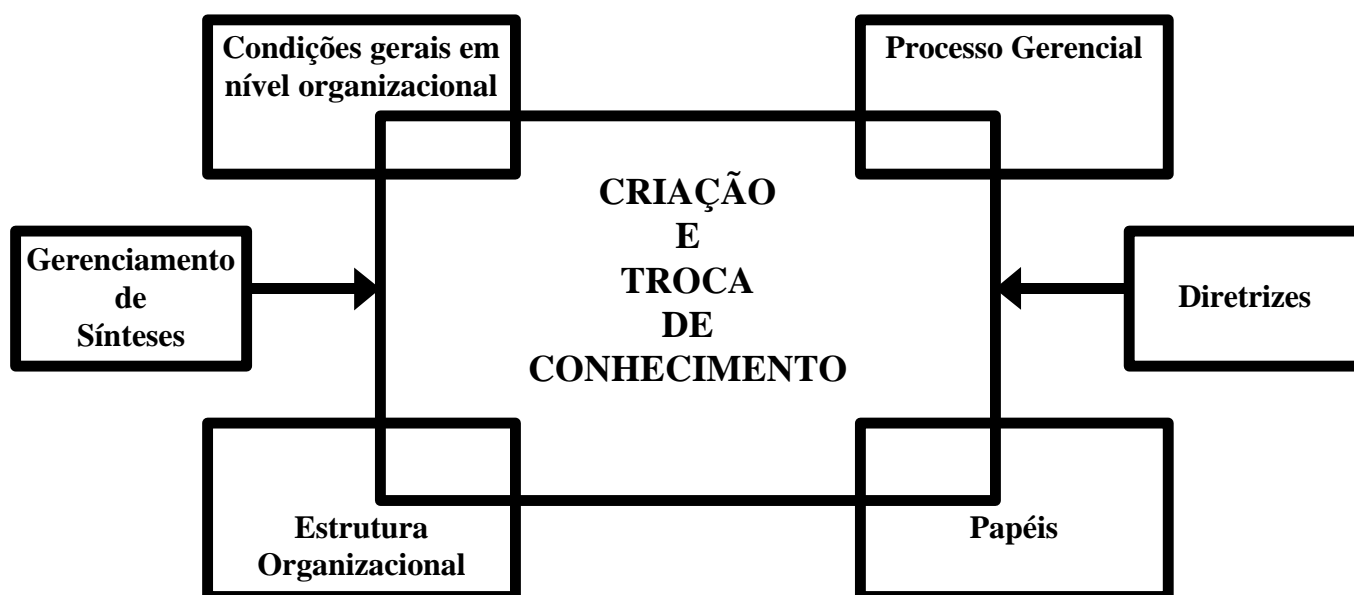 Condições gerais em
nível organizacional
Processo Gerencial
CRIAÇÃO
E
TROCA
DE
CONHECIMENTO
Gerenciamento
de
Sínteses
Diretrizes
Estrutura
Organizacional
Papéis